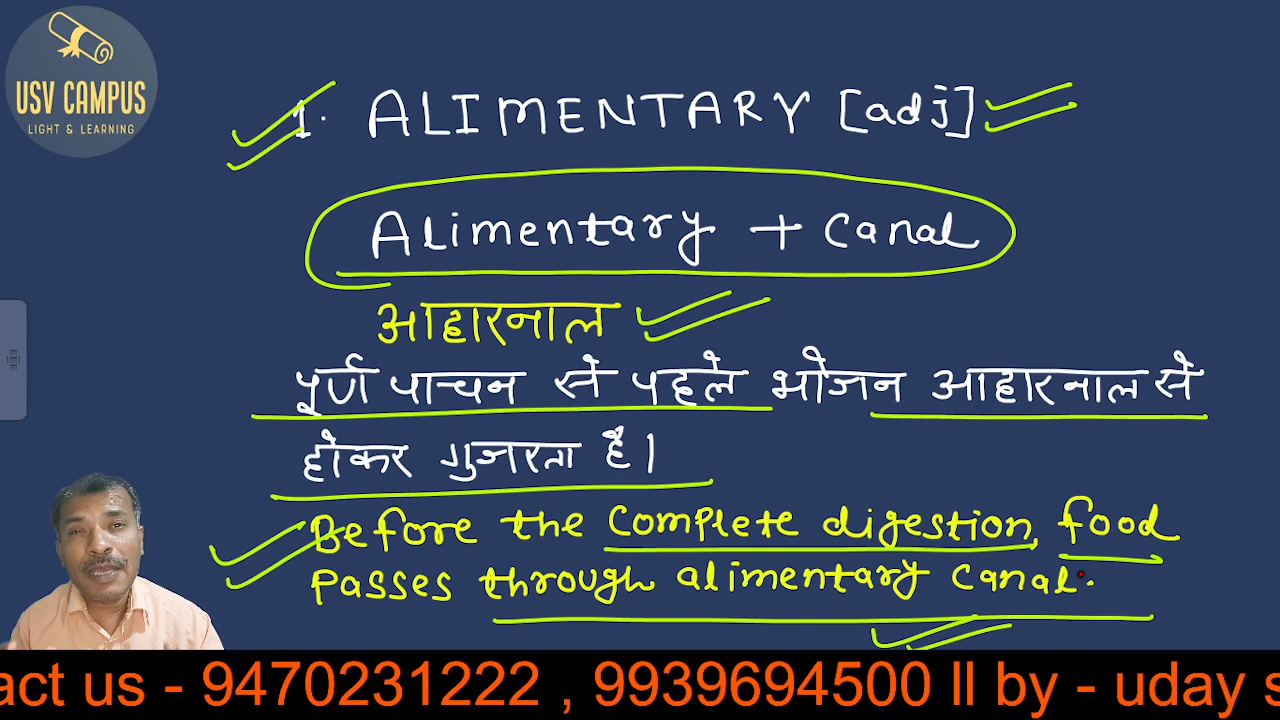 USV CAMPUS
LIGHT & LEARNING
1. ALIMENTARY [adj]
Alimentary + Canal
आहारनाल
पूर्ण पाचन से पहले भोजन आहारनाल से
होकर गुजरता है।
Before the complete digestion, food
passes through alimentary canal.
act us - 9470231222 , 9939694500 ll by - uday s